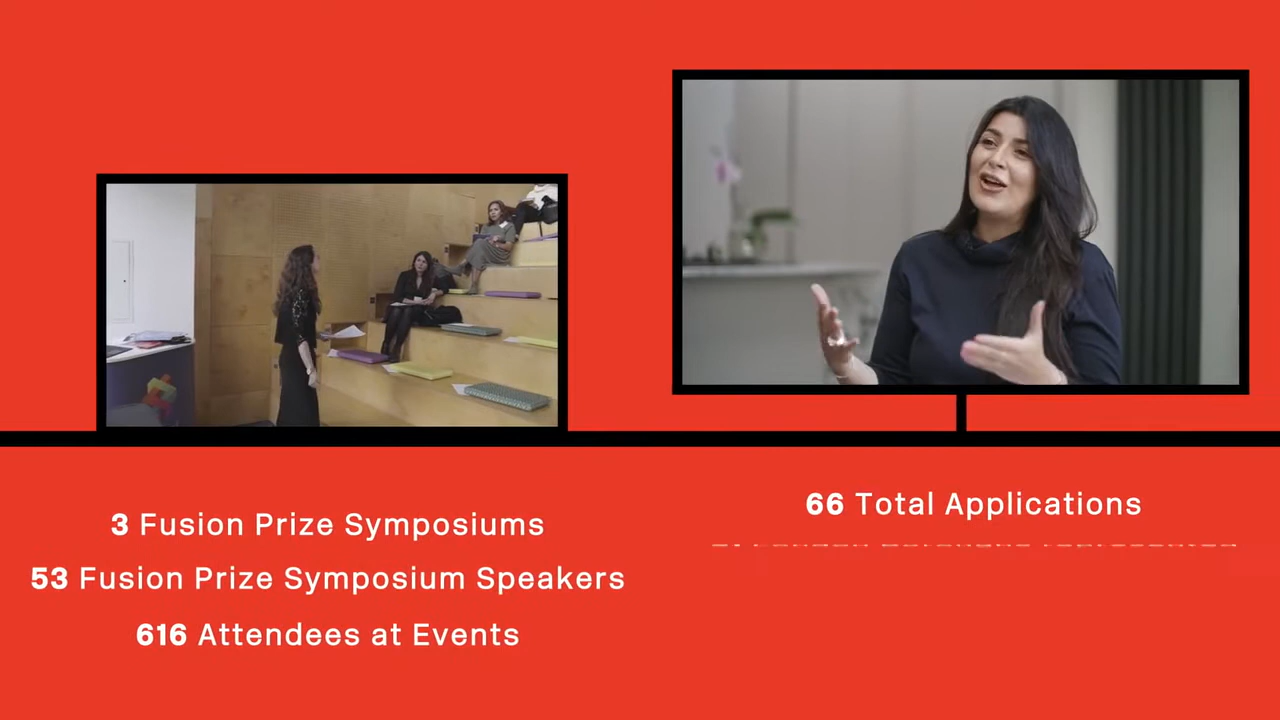 3 Fusion Prize Symposiums
53 Fusion Prize Symposium Speakers
616 Attendees at Events
66 Total Applications